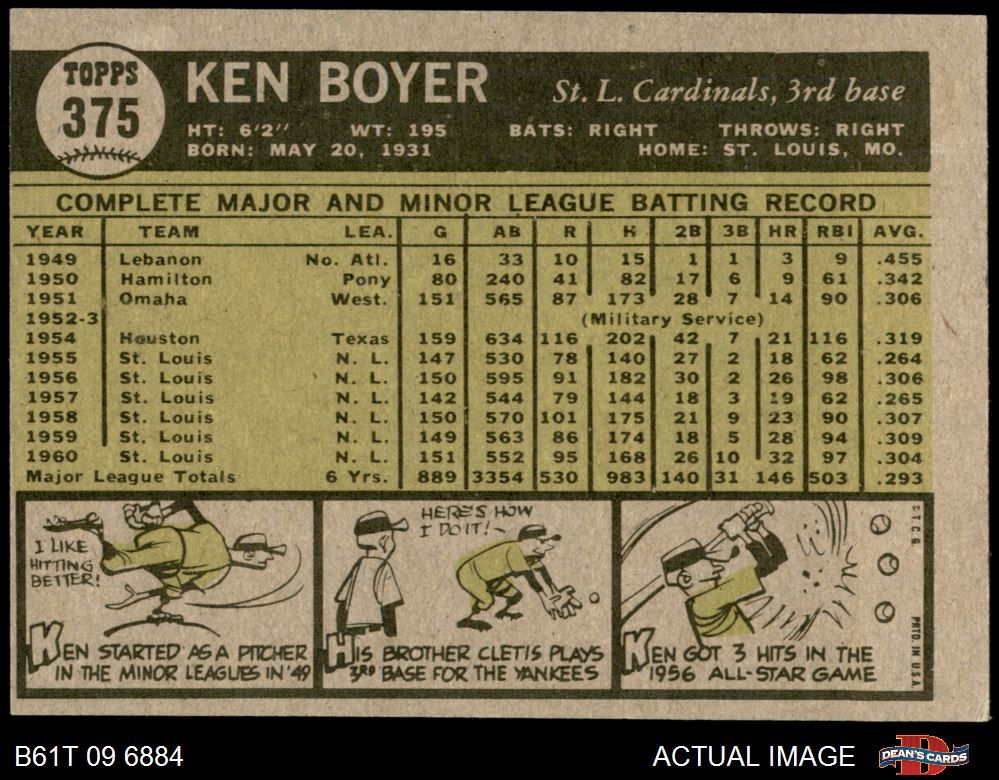 TOPPS
375
KEN BOYER
St. L. Cardinals, 3rd base
HT: 6'2" WT: 195 BATS: RIGHT THROWS: RIGHT
BORN: MAY 20, 1931 HOME: ST. LOUIS, MO.
COMPLETE MAJOR AND MINOR LEAGUE BATTING RECORD
YEAR TEAM LEA. G AB R H 2B 3B HR RBI AVG.
1949 Lebanon No. Atl. 16 33 10 15 1 1 3 9 .455
1950 Hamilton Pony 80 240 41 82 17 6 9 61 .342
1951 Omaha West. 151 565 87 173 28 7 14 90 .306
1952-3 (Military Service)
1954 Houston Texas 159 634 116 202 42 7 21 116 .319
1955 St. Louis N. L. 147 530 78 140 27 2 18 62 .264
1956 St. Louis N. L. 150 595 91 182 30 2 26 98 .306
1957 St. Louis N. L. 142 544 79 144 18 3 19 62 .265
1958 St. Louis N. L. 150 570 101 175 21 9 23 90 .307
1959 St. Louis N. L. 149 563 86 174 18 5 28 94 .309
1960 St. Louis N. L. 151 552 95 168 26 10 32 97 .304
Major League Totals 6 Yrs. 889 3354 530 983 140 31 146 503 .293
I LIKE
HITTING
BETTER!
KEN STARTED AS A PITCHER
IN THE MINOR LEAGUES IN '49
HERE'S HOW
I DO IT!-
HIS BROTHER CLETIS PLAYS
3RD BASE FOR THE YANKEES
KEN GOT 3 HITS IN THE
1956 ALL-STAR GAME
© T.C.G. PRTD IN U.S.A.
B61T 09 6884
ACTUAL IMAGE
DEAN'S CARDS